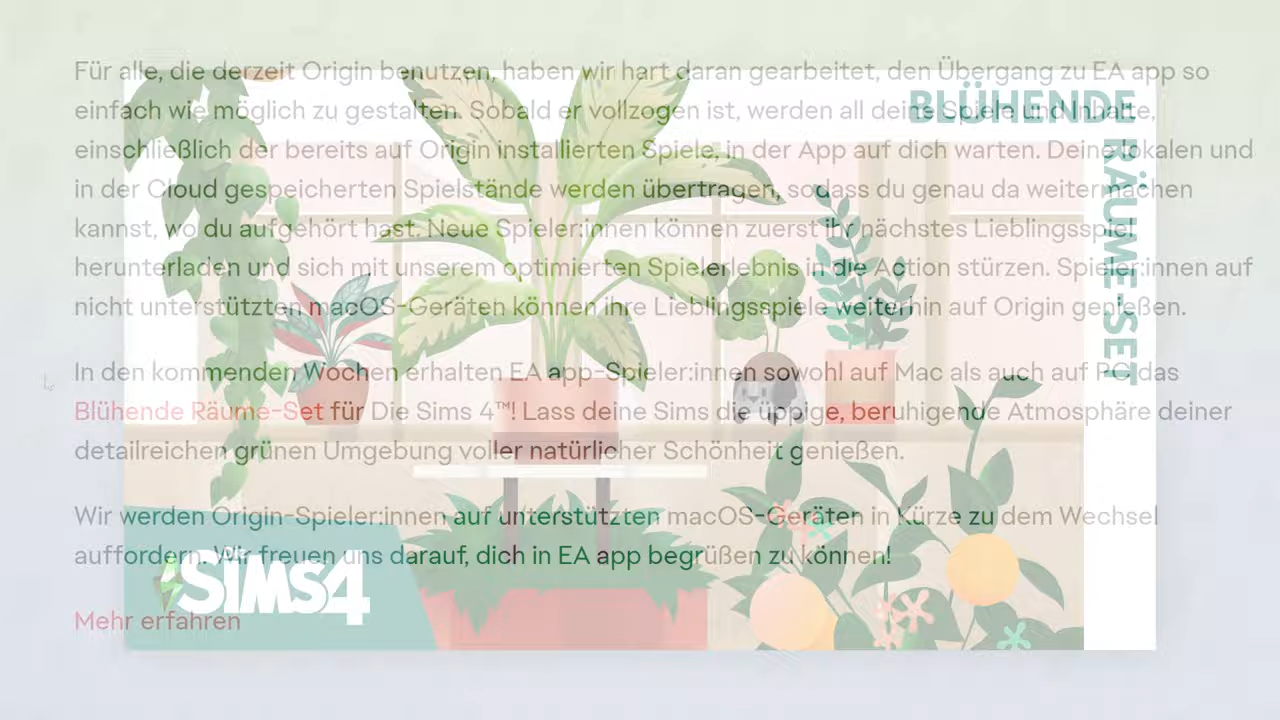 Für alle, die derzeit Origin benutzen, haben wir hart daran gearbeitet, den Übergang zu EA app so
einfach wie möglich zu gestalten. Sobald er vollzogen ist, werden all deine Spiele und Inhalte,
einschließlich der bereits auf Origin installierten Spiele, in der App auf dich warten. Deine lokalen und
in der Cloud gespeicherten Spielstände werden übertragen, sodass du genau da weitermachen
kannst, wo du aufgehört hast. Neue Spieler:innen können zuerst ihr nächstes Lieblingsspiel
herunterladen und sich mit unserem optimierten Spielerlebnis in die Action stürzen. Spieler:innen auf
nicht unterstützten macOS-Geräten können ihre Lieblingsspiele weiterhin auf Origin genießen.
In den kommenden Wochen erhalten EA app-Spieler:innen sowohl auf Mac als auch auf PC das
Blühende Räume-Set für Die Sims 4™! Lass deine Sims die üppige, beruhigende Atmosphäre deiner
detailreichen grünen Umgebung voller natürlicher Schönheit genießen.
Wir werden Origin-Spieler:innen auf unterstützten macOS-Geräten in Kürze zu dem Wechsel
auffordern. Wir freuen uns darauf, dich in EA app begrüßen zu können!
Mehr erfahren
BLÜHENDE
RÄUME-SET
Die
SIMS4